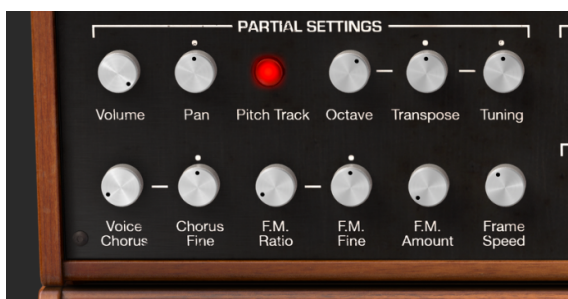 PARTIAL SETTINGS
Volume Pan Pitch Track Octave Transpose Tuning
Voice Chorus F.M. F.M. F.M. Frame
Chorus Fine Ratio Fine Amount Speed